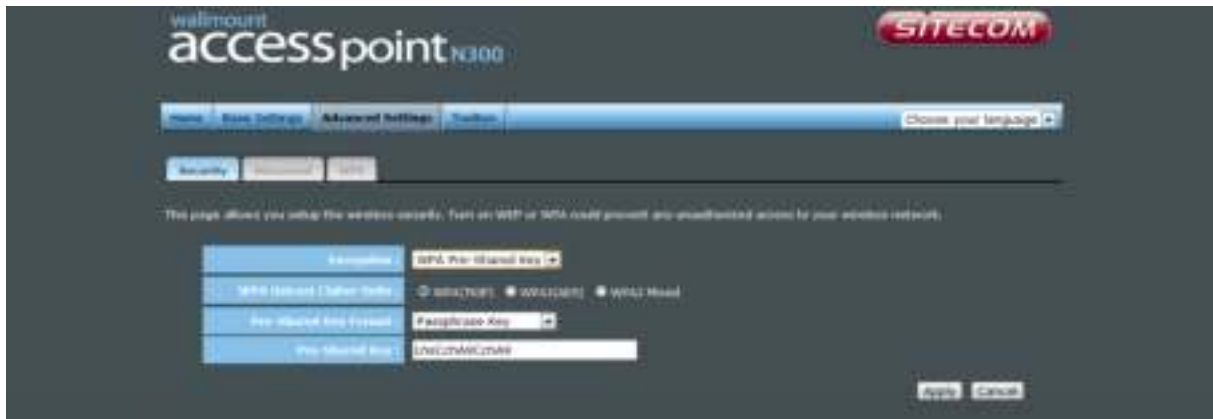 wallmount
accesspoint N300
SITECOM
Home Basic Settings Advanced Settings Toolbox
Choose your language
Security Advanced WPS
This page allows you setup the wireless security. Turn on WEP or WPA could prevent any unauthorized access to your wireless network.
Encryption : WPA Pre-Shared Key
WPA Unicast Cipher Suite WPA(TKIP) WPA2(AES) WPA2 Mixed
Pre-Shared Key Format Passphrase Key
Pre-Shared Key
Apply Cancel